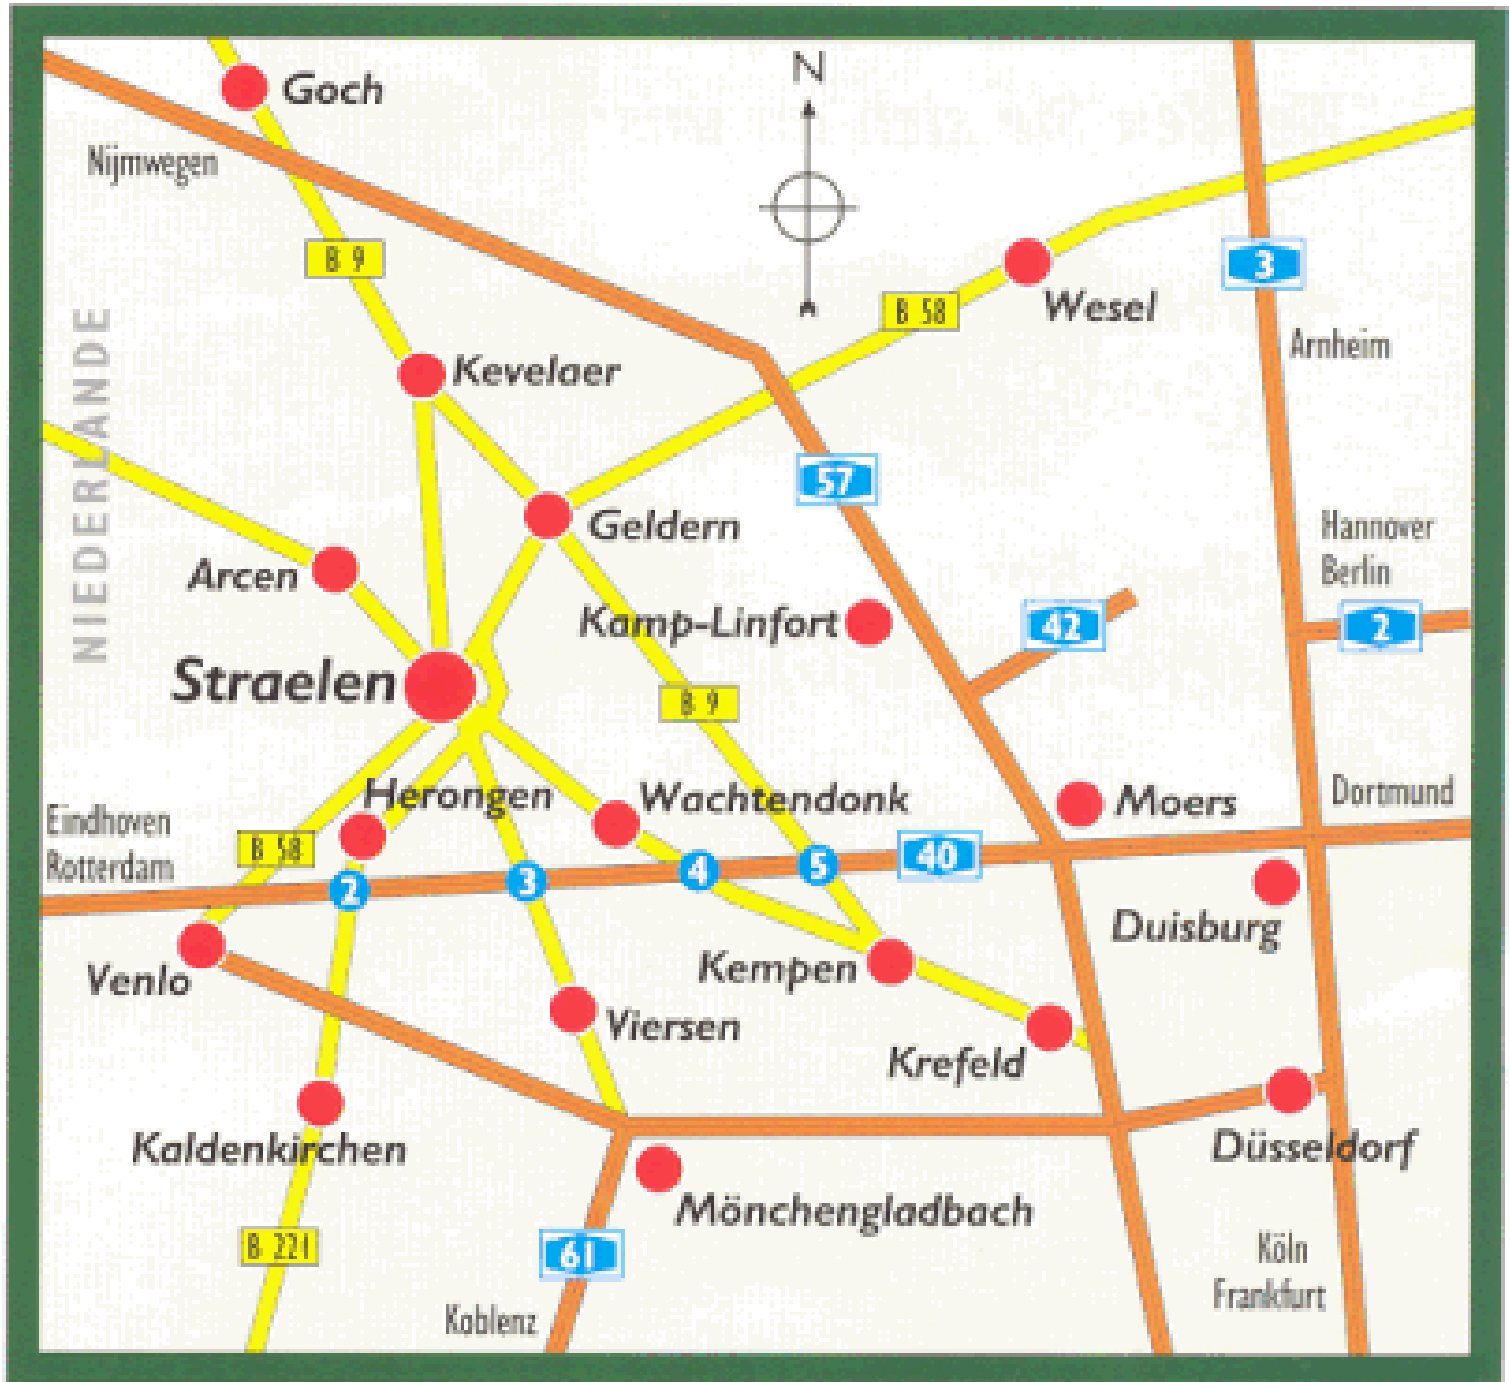 Goch
N
Nijmwegen
B 9
3
B 58
Wesel
NIEDERLANDE
Arnheim
Kevelaer
57
Geldern
Hannover
Berlin
Arcen
Kamp-Linfort
42
2
Straelen
B 9
Herongen
Wachtendonk
Moers
Dortmund
Eindhoven
Rotterdam
B 58
2
3
4
5
40
Duisburg
Venlo
Kempen
Viersen
Krefeld
Kaldenkirchen
Düsseldorf
Mönchengladbach
B 221
61
Köln
Frankfurt
Koblenz